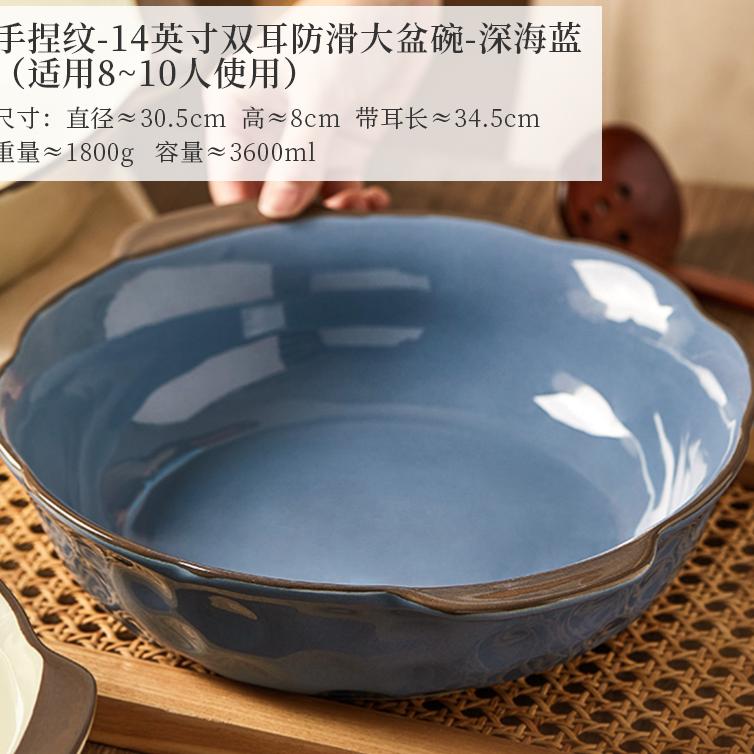 手捏纹-14英寸双耳防滑大盆碗-深海蓝
（适用8~10人使用）
尺寸：直径≈30.5cm 高≈8cm 带耳长≈34.5cm
重量≈1800g 容量≈3600ml